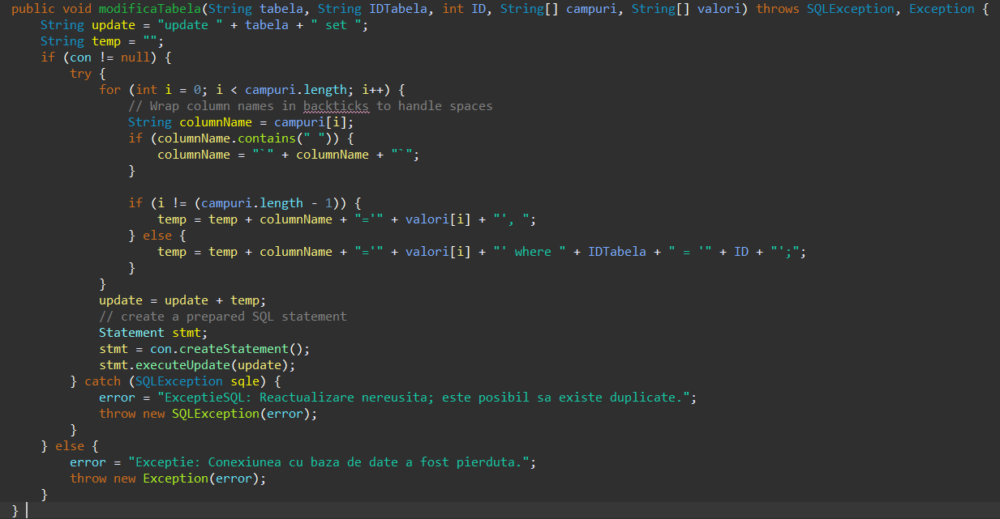 public void modificaTabela(String tabela, String IDTabela, int ID, String[] campuri, String[] valori) throws SQLException, Exception {
    String update = "update " + tabela + " set ";
    String temp = "";
    if (con != null) {
        try {
            for (int i = 0; i < campuri.length; i++) {
                // Wrap column names in backticks to handle spaces
                String columnName = campuri[i];
                if (columnName.contains(" ")) {
                    columnName = "`" + columnName + "`";
                }

                if (i != (campuri.length - 1)) {
                    temp = temp + columnName + "='" + valori[i] + "', ";
                } else {
                    temp = temp + columnName + "='" + valori[i] + "' where " + IDTabela + " = '" + ID + "';";
                }
            }
            update = update + temp;
            // create a prepared SQL statement
            Statement stmt;
            stmt = con.createStatement();
            stmt.executeUpdate(update);
        } catch (SQLException sqle) {
            error = "ExceptieSQL: Reactualizare nereusita; este posibil sa existe duplicate.";
            throw new SQLException(error);
        }
    } else {
        error = "Exceptie: Conexiunea cu baza de date a fost pierduta.";
        throw new Exception(error);
    }
}